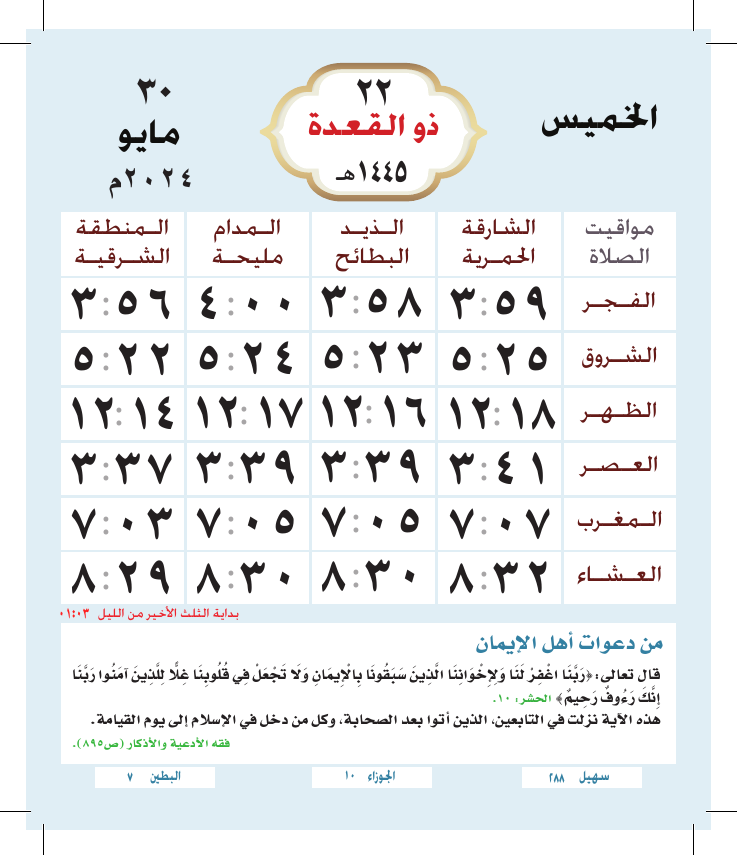 الخميس
٢٢
ذو القعدة
١٤٤٥هـ
٣٠
مايو
٢٠٢٤م
مواقيت الصلاة | الشارقة الحمرية | الذيد البطائح | المدام مليحة | المنطقة الشرقية
الفجر ٣:٥٩ ٣:٥٨ ٤:٠٠ ٣:٥٦
الشروق ٥:٢٥ ٥:٢٣ ٥:٢٤ ٥:٢٢
الظهر ١٢:١٨ ١٢:١٦ ١٢:١٧ ١٢:١٤
العصر ٣:٤١ ٣:٣٩ ٣:٣٩ ٣:٣٧
المغرب ٧:٠٧ ٧:٠٥ ٧:٠٥ ٧:٠٣
العشاء ٨:٣٢ ٨:٣٠ ٨:٣٠ ٨:٢٩
بداية الثلث الأخير من الليل ٠١:٠٣
من دعوات أهل الإيمان
قال تعالى: ﴿رَبَّنَا اغْفِرْ لَنَا وَلِإِخْوَانِنَا الَّذِينَ سَبَقُونَا بِالْإِيمَانِ وَلَا تَجْعَلْ فِي قُلُوبِنَا غِلًّا لِلَّذِينَ آمَنُوا رَبَّنَا
إِنَّكَ رَءُوفٌ رَحِيمٌ﴾ الحشر: ١٠.
هذه الآية نزلت في التابعين، الذين أتوا بعد الصحابة، وكل من دخل في الإسلام إلى يوم القيامة.
فقه الأدعية والأذكار (ص٨٩٥).
سهيل ٢٨٨
الجوزاء ١٠
البطين ٧